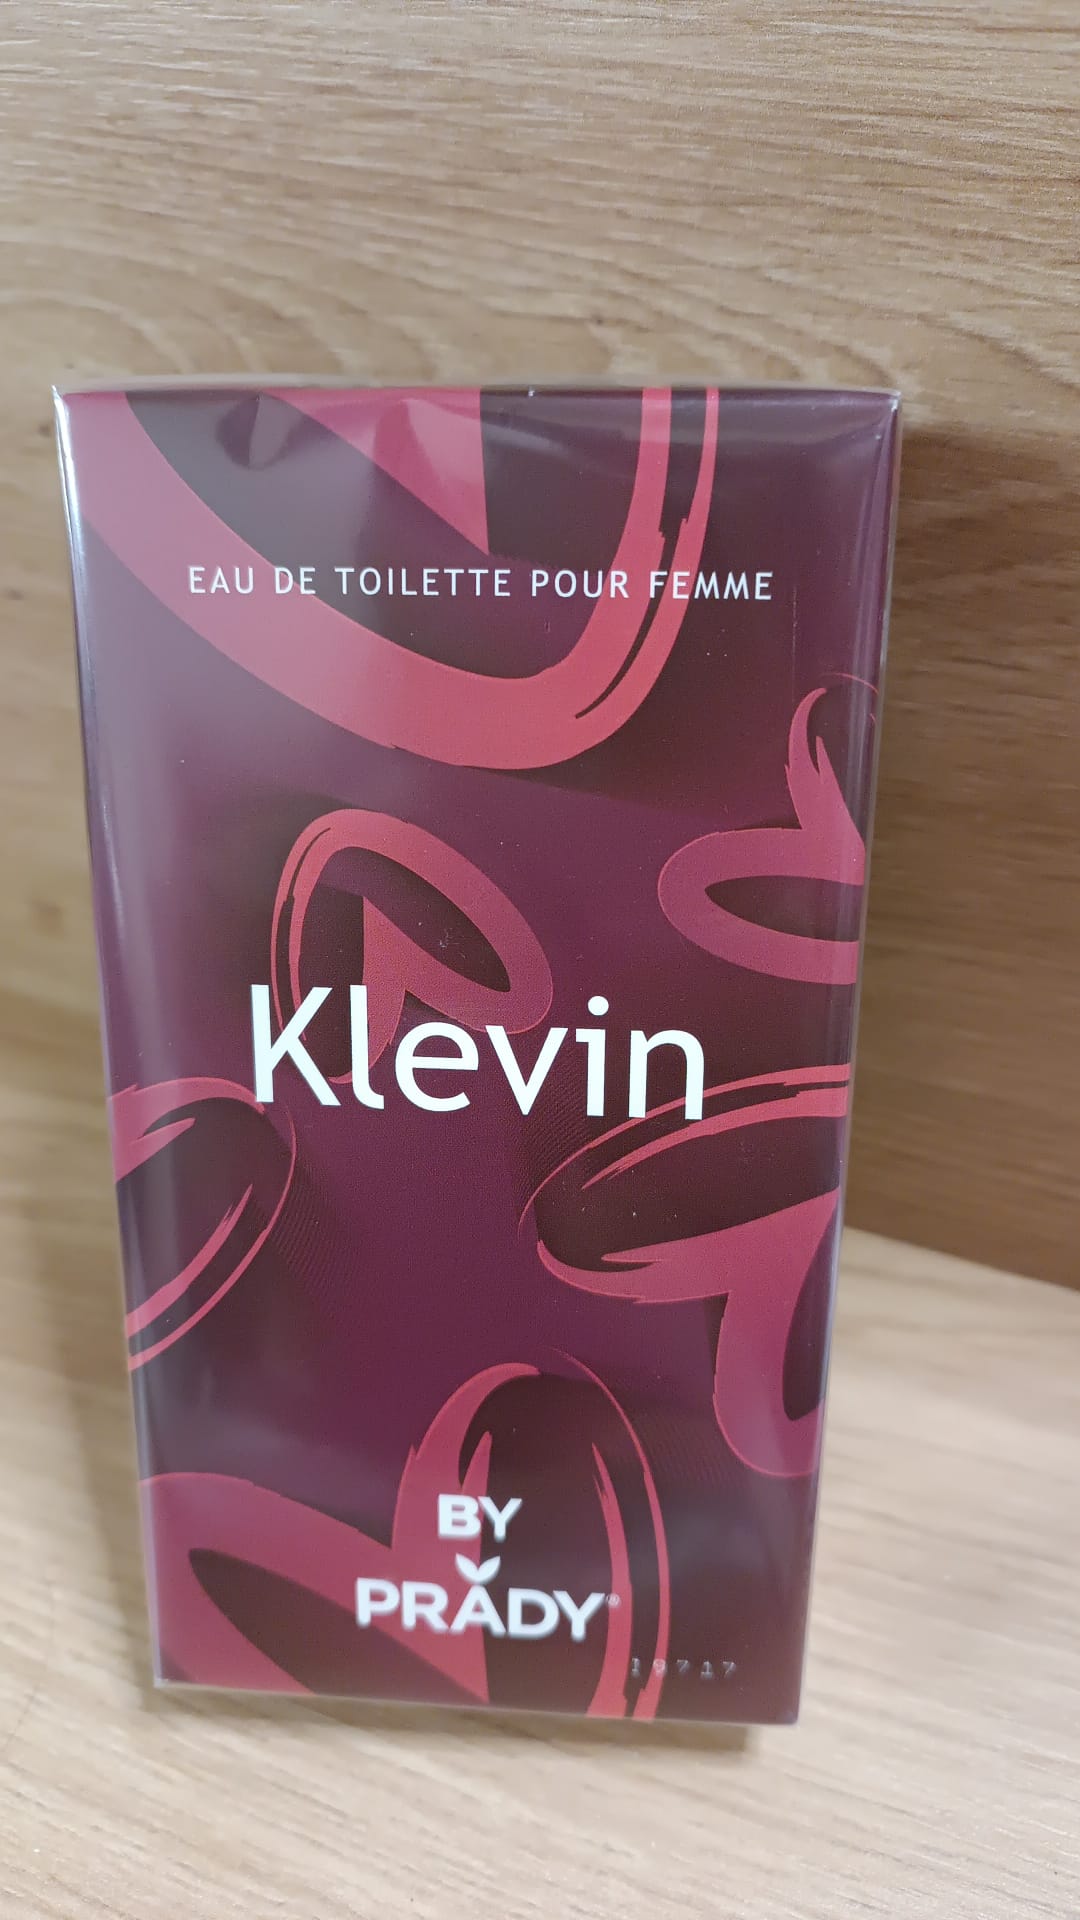 EAU DE TOILETTE POUR FEMME
Klevin
BY
PRADY®